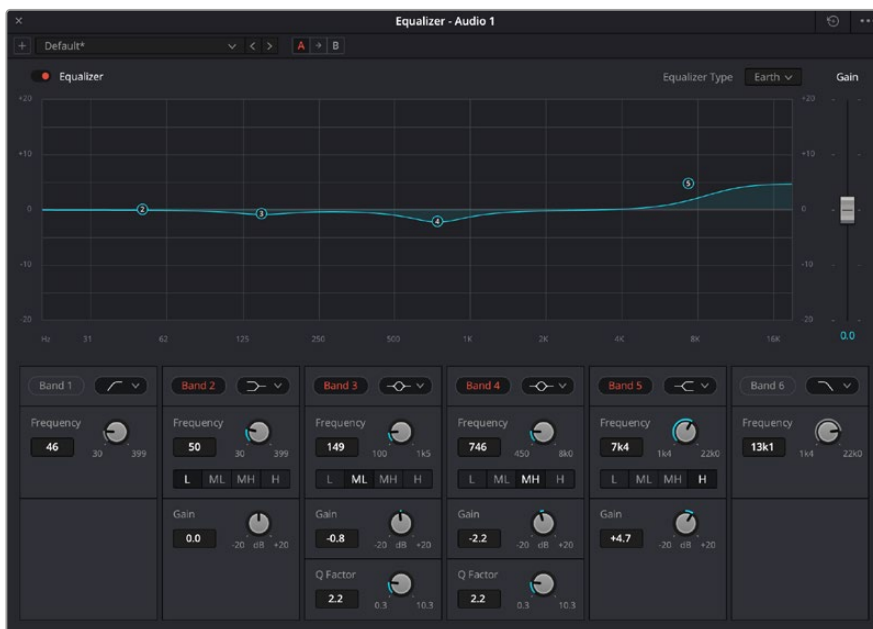 Equalizer - Audio 1
Default*
A B
Equalizer
Equalizer Type Earth Gain
+20 +20
+10 +10
0 0
-10 -10
-20 -20
2 3 4 5
Hz 31 62 125 250 500 1K 2K 4K 8K 16K 0.0
Band 1 Band 2 Band 3 Band 4 Band 5 Band 6
Frequency Frequency Frequency Frequency Frequency Frequency
46 30 399 50 30 399 149 100 1k5 746 450 8k0 7k4 1k4 22k0 13k1 1k4 22k0
L ML MH H L ML MH H L ML MH H L ML MH H
Gain Gain Gain Gain
0.0 -20 dB +20 -0.8 -20 dB +20 -2.2 -20 dB +20 +4.7 -20 dB +20
Q Factor Q Factor
2.2 0.3 10.3 2.2 0.3 10.3